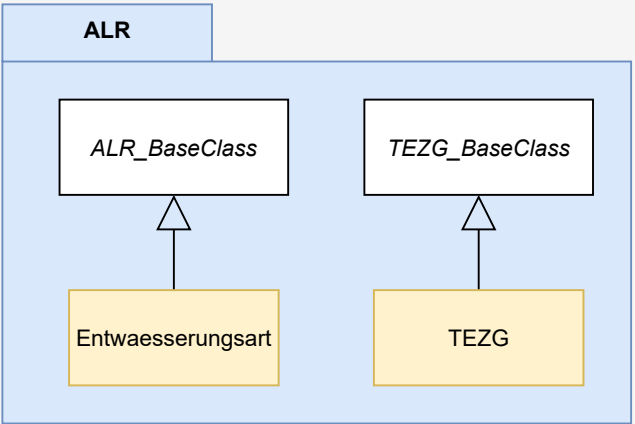 ALR
ALR_BaseClass
TEZG_BaseClass
Entwaesserungsart
TEZG